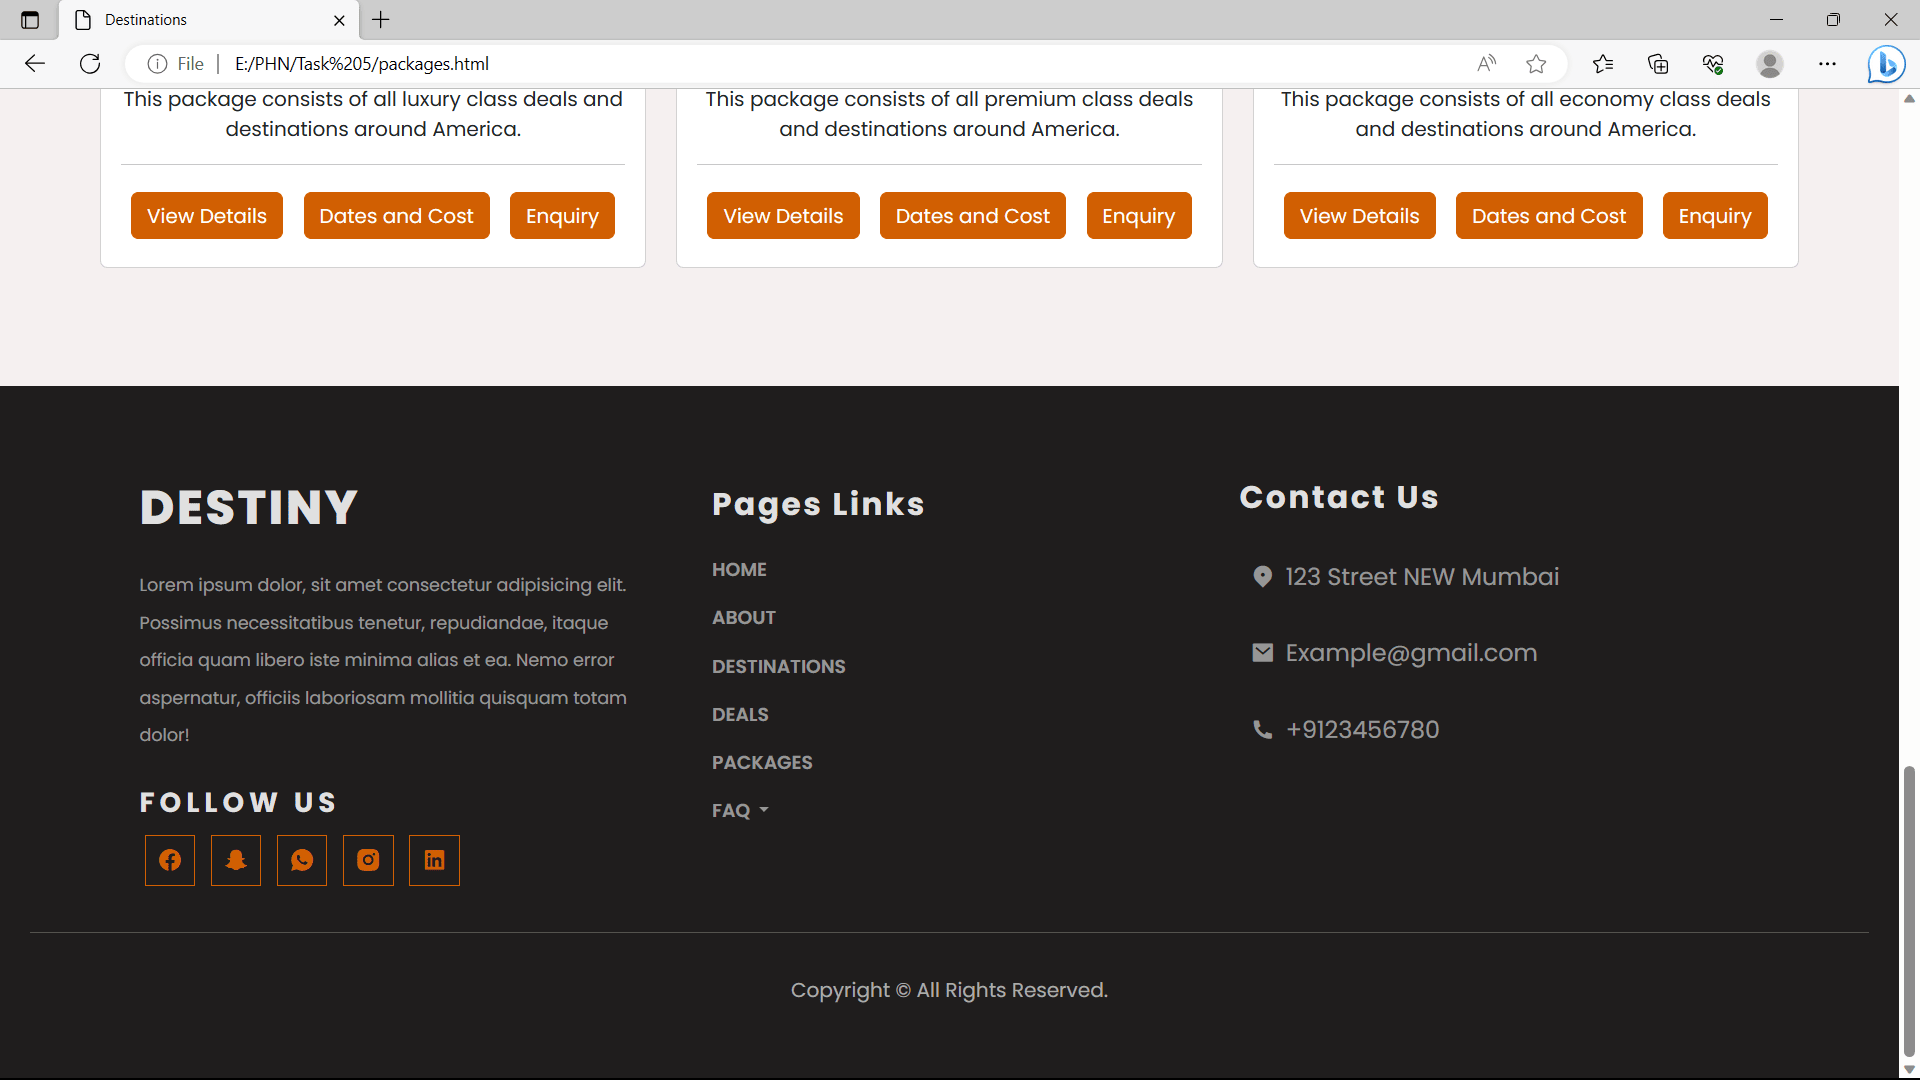 Destinations
File
E:/PHN/Task%205/packages.html
This package consists of all luxury class deals and
destinations around America.
View Details
Dates and Cost
Enquiry
This package consists of all premium class deals
and destinations around America.
View Details
Dates and Cost
Enquiry
This package consists of all economy class deals
and destinations around America.
View Details
Dates and Cost
Enquiry
DESTINY
Lorem ipsum dolor, sit amet consectetur adipisicing elit.
Possimus necessitatibus tenetur, repudiandae, itaque
officia quam libero iste minima alias et ea. Nemo error
aspernatur, officiis laboriosam mollitia quisquam totam
dolor!
FOLLOW US
Pages Links
HOME
ABOUT
DESTINATIONS
DEALS
PACKAGES
FAQ
Contact Us
123 Street NEW Mumbai
Example@gmail.com
+9123456780
Copyright © All Rights Reserved.